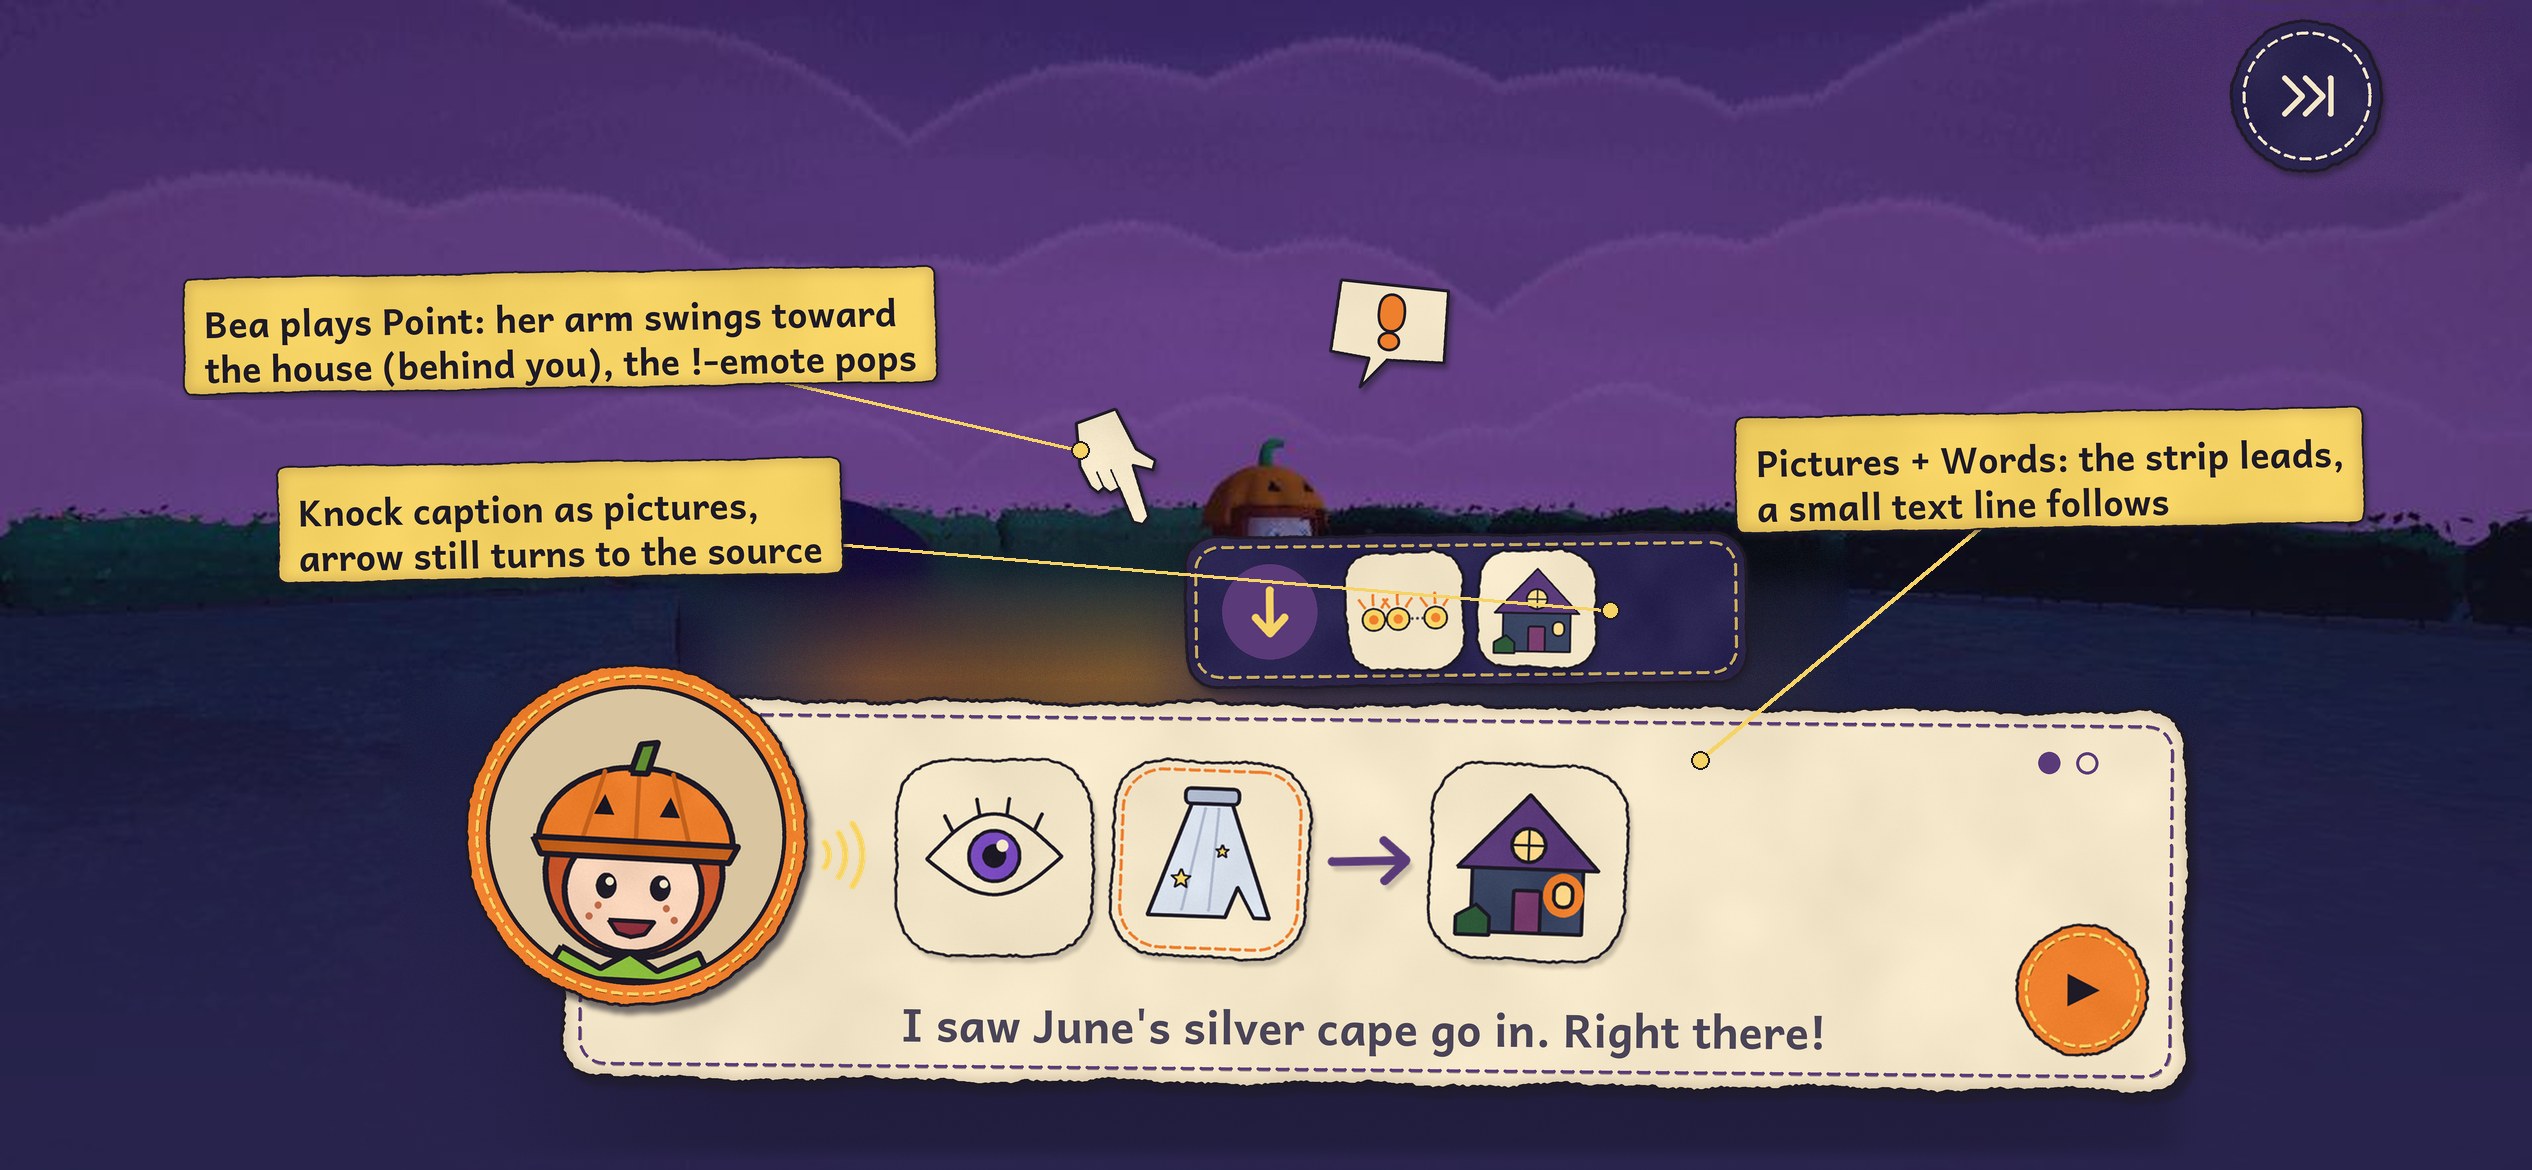 Bea plays Point: her arm swings toward
the house (behind you), the !-emote pops
!
Knock caption as pictures,
arrow still turns to the source
Pictures + Words: the strip leads,
a small text line follows
I saw June's silver cape go in. Right there!